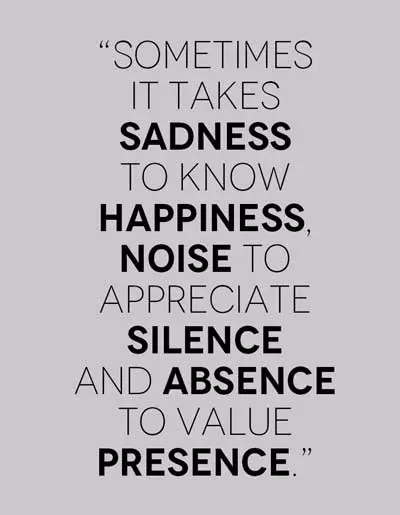 “SOMETIMES
IT TAKES
SADNESS
TO KNOW
HAPPINESS,
NOISE TO
APPRECIATE
SILENCE
AND ABSENCE
TO VALUE
PRESENCE.”